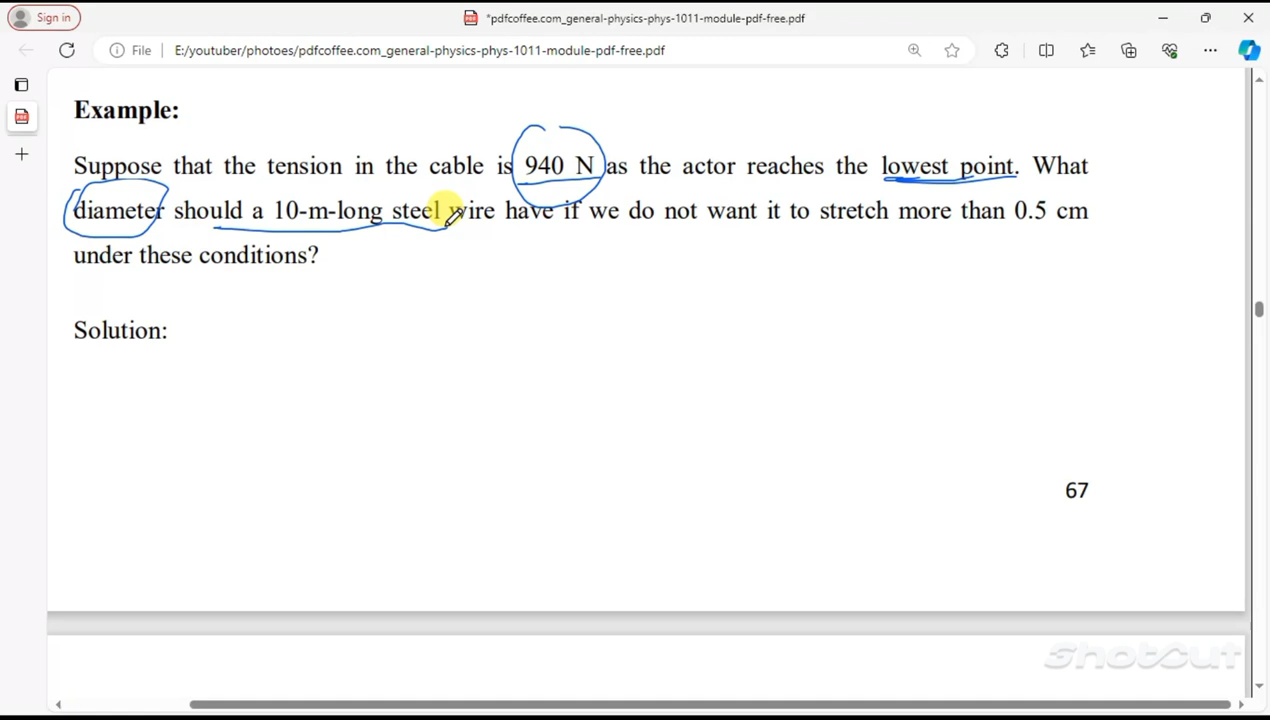 Sign in
*pdfcoffee.com_general-physics-phys-1011-module-pdf-free.pdf
File
E:/youtuber/photoes/pdfcoffee.com_general-physics-phys-1011-module-pdf-free.pdf
Example:
Suppose that the tension in the cable is 940 N as the actor reaches the lowest point. What
diameter should a 10-m-long steel wire have if we do not want it to stretch more than 0.5 cm
under these conditions?
Solution:
67
Shotcut